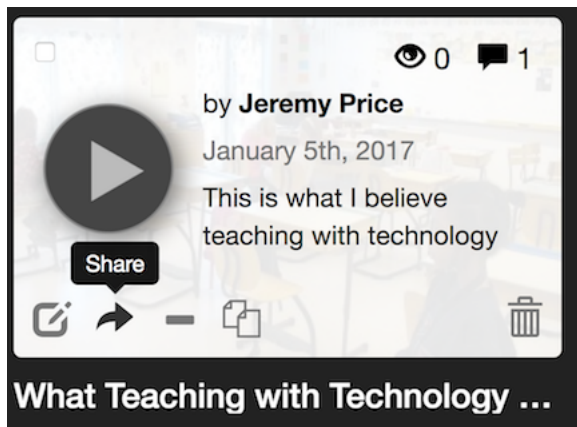 0 1
by Jeremy Price
January 5th, 2017
This is what I believe
teaching with technology
Share
What Teaching with Technology ...